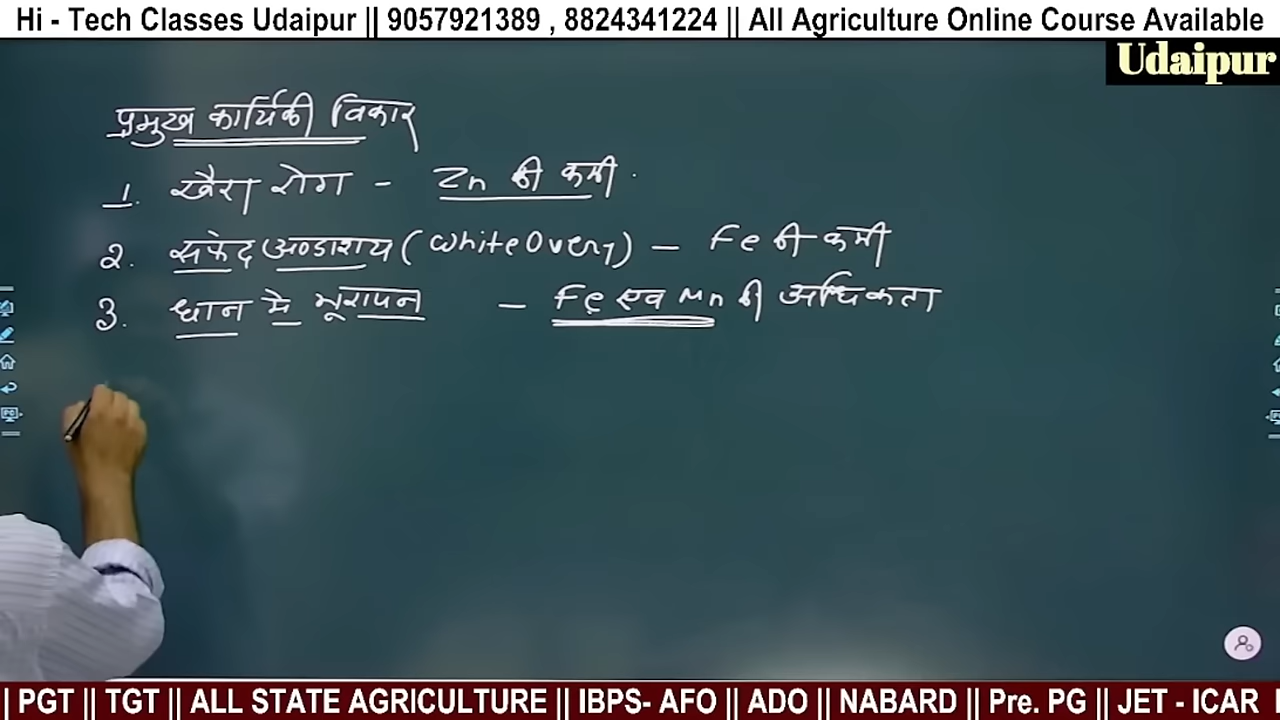 Hi - Tech Classes Udaipur || 9057921389 , 8824341224 || All Agriculture Online Course Available
Udaipur
प्रमुख कार्यिकी विकार
1. खैरा रोग - Zn की कमी.
2. सफेद अण्डाशय (White Overy) - Fe की कमी
3. धान मे भूरापन - Fe एव Mn की अधिकता
| PGT || TGT || ALL STATE AGRICULTURE || IBPS- AFO || ADO || NABARD || Pre. PG || JET - ICAR